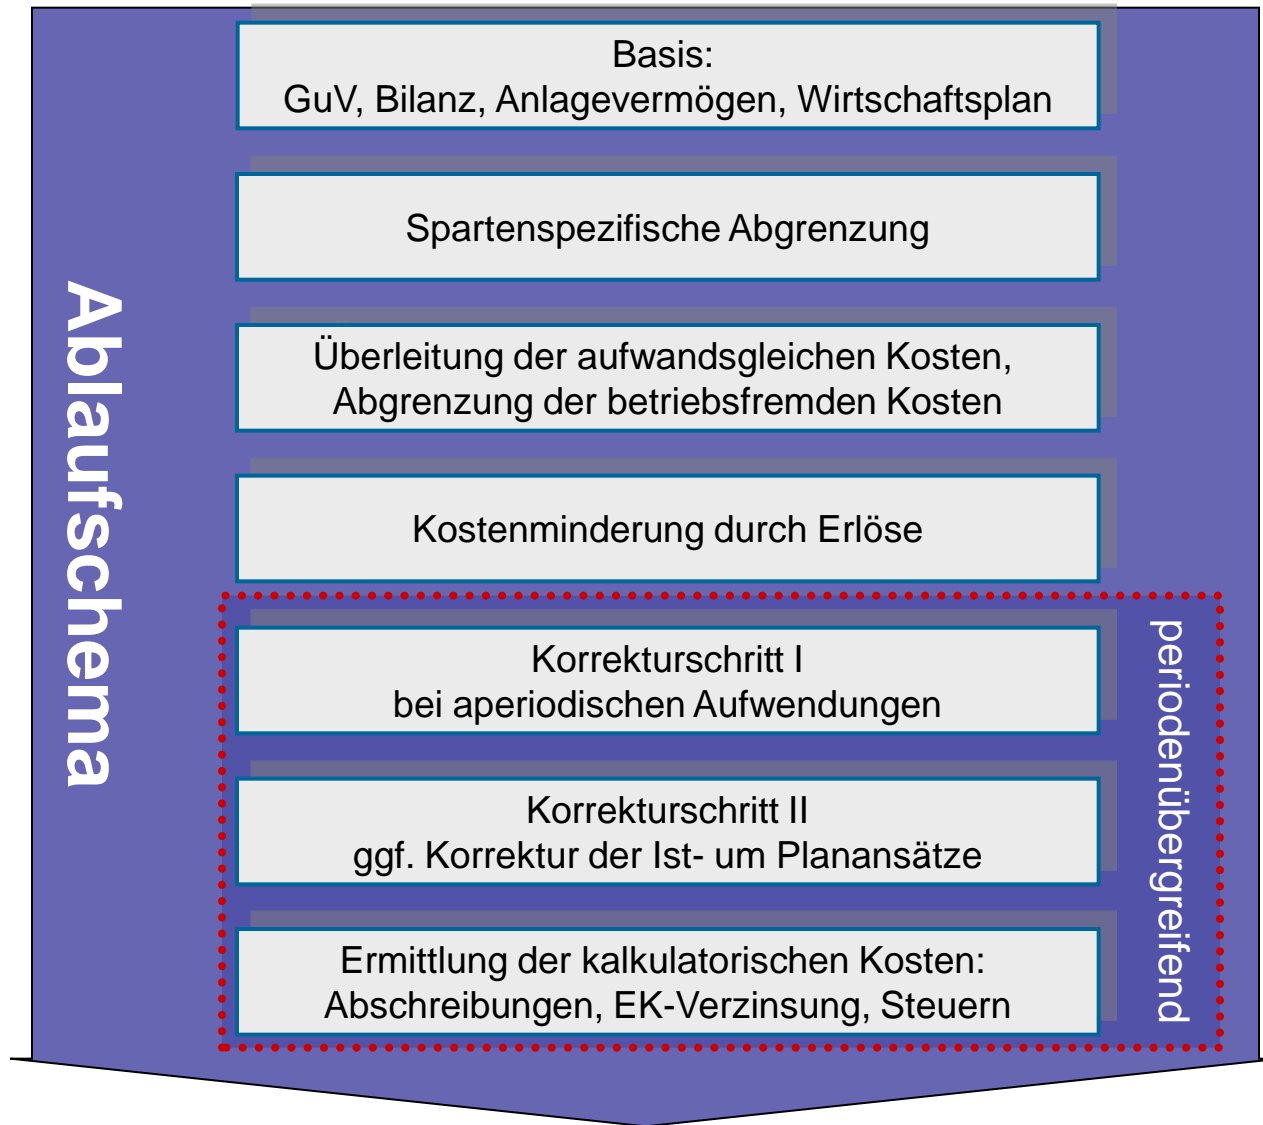 Ablaufschema
Basis:
GuV, Bilanz, Anlagevermögen, Wirtschaftsplan
Spartenspezifische Abgrenzung
Überleitung der aufwandsgleichen Kosten,
Abgrenzung der betriebsfremden Kosten
Kostenminderung durch Erlöse
Korrekturschritt I
bei aperiodischen Aufwendungen
Korrekturschritt II
ggf. Korrektur der Ist- um Planansätze
Ermittlung der kalkulatorischen Kosten:
Abschreibungen, EK-Verzinsung, Steuern
periodenübergreifend